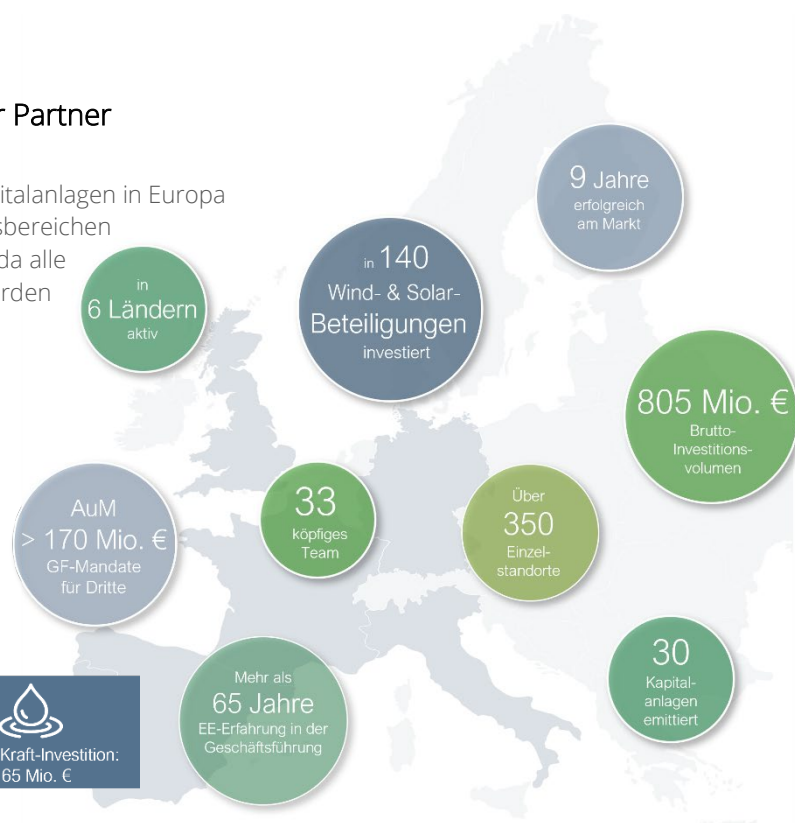 r Partner
italanlagen in Europa
sbereichen
da alle
rden
9 Jahre
erfolgreich
am Markt
in 140
Wind- & Solar-
Beteiligungen
investiert
in
6 Ländern
aktiv
805 Mio. €
Brutto-
Investitions-
volumen
AuM
> 170 Mio. €
GF-Mandate
für Dritte
33
köpfiges
Team
Über
350
Einzel-
standorte
30
Kapital-
anlagen
emittiert
Mehr als
65 Jahre
EE-Erfahrung in der
Geschäftsführung
Kraft-Investition:
65 Mio. €